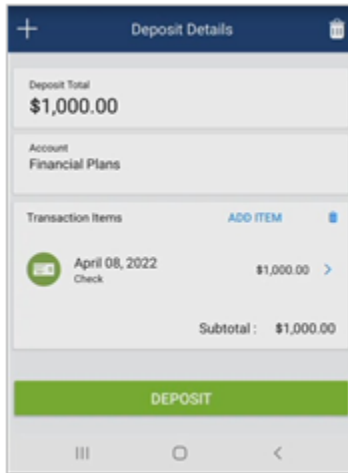 Deposit Details
Deposit Total
$1,000.00
Account
Financial Plans
Transaction Items ADD ITEM
April 08, 2022 $1,000.00
Check
Subtotal : $1,000.00
DEPOSIT